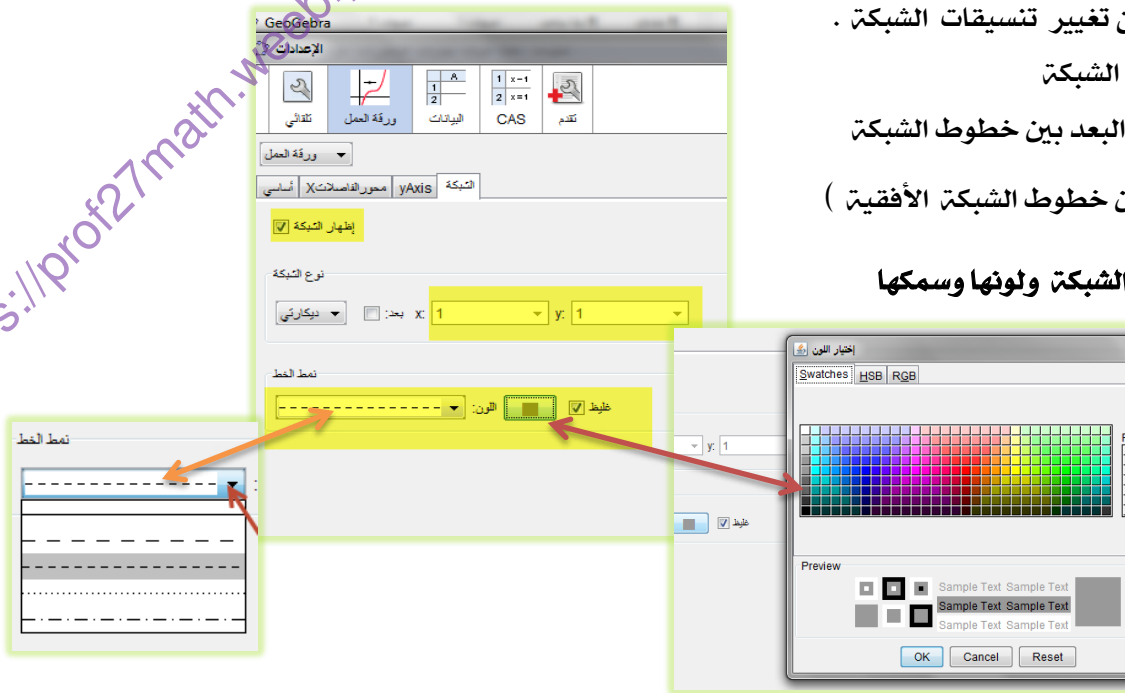 ن تغيير تنسيقات الشبكة .
الشبكة
البعد بين خطوط الشبكة
ن خطوط الشبكة الأفقية )
الشبكة ولونها وسمكها
s://prof27math.weeb
GeoGebra
الإعدادات
تلقائي
ورقة العمل
البيانات
CAS
تقدم
ورقة العمل
أساسي
محور الفاصلاتX
yAxis
الشبكة
إظهار الشبكة
نوع الشبكة
ديكارتي
بعد:
x: 1
y: 1
نمط الخط
اللون:
غليظ
نمط الخط
y: 1
غليظ
إختيار اللون
Swatches HSB RGB
Preview
Sample Text Sample Text
Sample Text Sample Text
Sample Text Sample Text
OK Cancel Reset